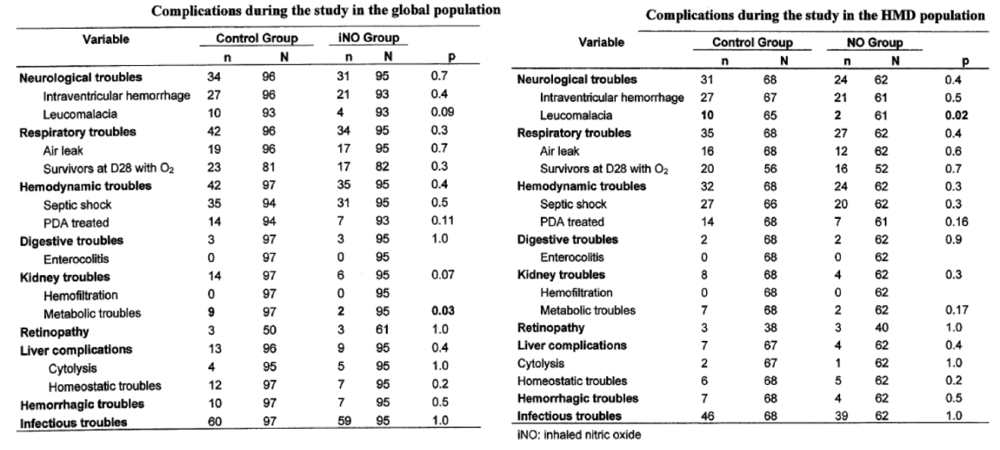 Complications during the study in the global population
Variable Control Group iNO Group
n N n N p
Neurological troubles 34 96 31 95 0.7
Intraventricular hemorrhage 27 96 21 93 0.4
Leucomalacia 10 93 4 93 0.09
Respiratory troubles 42 96 34 95 0.3
Air leak 19 96 17 95 0.7
Survivors at D28 with O₂ 23 81 17 82 0.3
Hemodynamic troubles 42 97 35 95 0.4
Septic shock 35 94 31 95 0.5
PDA treated 14 94 7 93 0.11
Digestive troubles 3 97 3 95 1.0
Enterocolitis 0 97 0 95
Kidney troubles 14 97 6 95 0.07
Hemofiltration 0 97 0 95
Metabolic troubles 9 97 2 95 0.03
Retinopathy 3 50 3 61 1.0
Liver complications 13 96 9 95 0.4
Cytolysis 4 95 5 95 1.0
Homeostatic troubles 12 97 7 95 0.2
Hemorrhagic troubles 10 97 7 95 0.5
Infectious troubles 60 97 59 95 1.0
Complications during the study in the HMD population
Variable Control Group NO Group
n N n N p
Neurological troubles 31 68 24 62 0.4
Intraventricular hemorrhage 27 67 21 61 0.5
Leucomalacia 10 65 2 61 0.02
Respiratory troubles 35 68 27 62 0.4
Air leak 16 68 12 62 0.6
Survivors at D28 with O₂ 20 56 16 52 0.7
Hemodynamic troubles 32 68 24 62 0.3
Septic shock 27 66 20 62 0.3
PDA treated 14 68 7 61 0.16
Digestive troubles 2 68 2 62 0.9
Enterocolitis 0 68 0 62
Kidney troubles 8 68 4 62 0.3
Hemofiltration 0 68 0 62
Metabolic troubles 7 68 2 62 0.17
Retinopathy 3 38 3 40 1.0
Liver complications 7 67 4 62 0.4
Cytolysis 2 67 1 62 1.0
Homeostatic troubles 6 68 5 62 0.2
Hemorrhagic troubles 7 68 4 62 0.5
Infectious troubles 46 68 39 62 1.0
iNO: inhaled nitric oxide